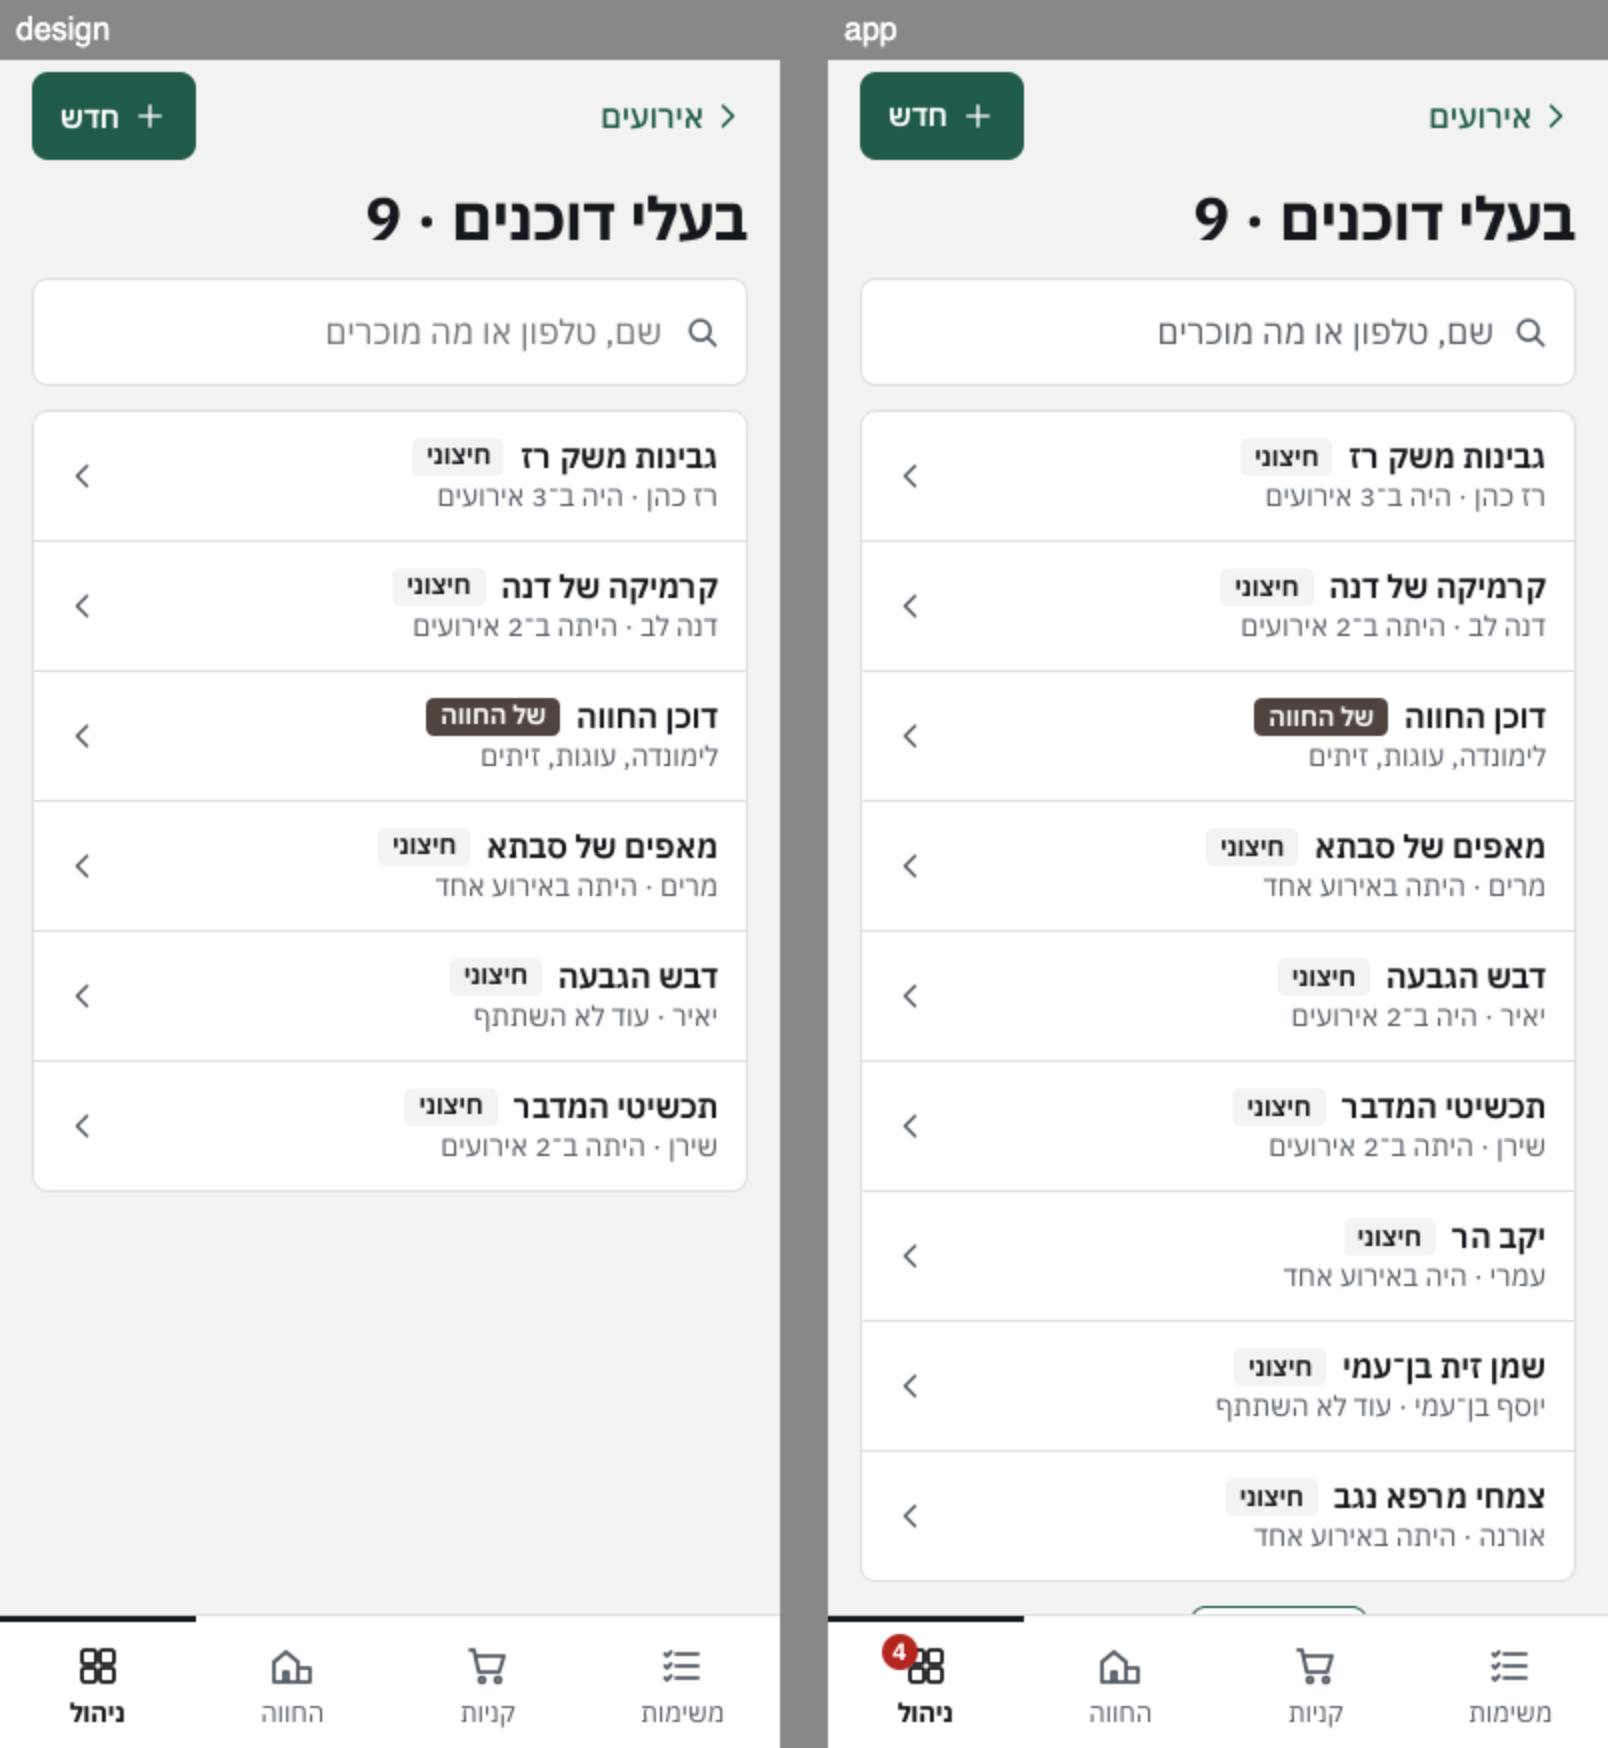 design
אירועים
+ חדש
בעלי דוכנים · 9
שם, טלפון או מה מוכרים
גבינות משק רז חיצוני
רז כהן · היה ב־3 אירועים
קרמיקה של דנה חיצוני
דנה לב · היתה ב־2 אירועים
דוכן החווה של החווה
לימונדה, עוגות, זיתים
מאפים של סבתא חיצוני
מרים · היתה באירוע אחד
דבש הגבעה חיצוני
יאיר · עוד לא השתתף
תכשיטי המדבר חיצוני
שירן · היתה ב־2 אירועים
משימות
קניות
החווה
ניהול
app
אירועים
+ חדש
בעלי דוכנים · 9
שם, טלפון או מה מוכרים
גבינות משק רז חיצוני
רז כהן · היה ב־3 אירועים
קרמיקה של דנה חיצוני
דנה לב · היתה ב־2 אירועים
דוכן החווה של החווה
לימונדה, עוגות, זיתים
מאפים של סבתא חיצוני
מרים · היתה באירוע אחד
דבש הגבעה חיצוני
יאיר · היה ב־2 אירועים
תכשיטי המדבר חיצוני
שירן · היתה ב־2 אירועים
יקב הר חיצוני
עמרי · היה באירוע אחד
שמן זית בן־עמי חיצוני
יוסף בן־עמי · עוד לא השתתף
צמחי מרפא נגב חיצוני
אורנה · היתה באירוע אחד
משימות
קניות
החווה
4
ניהול